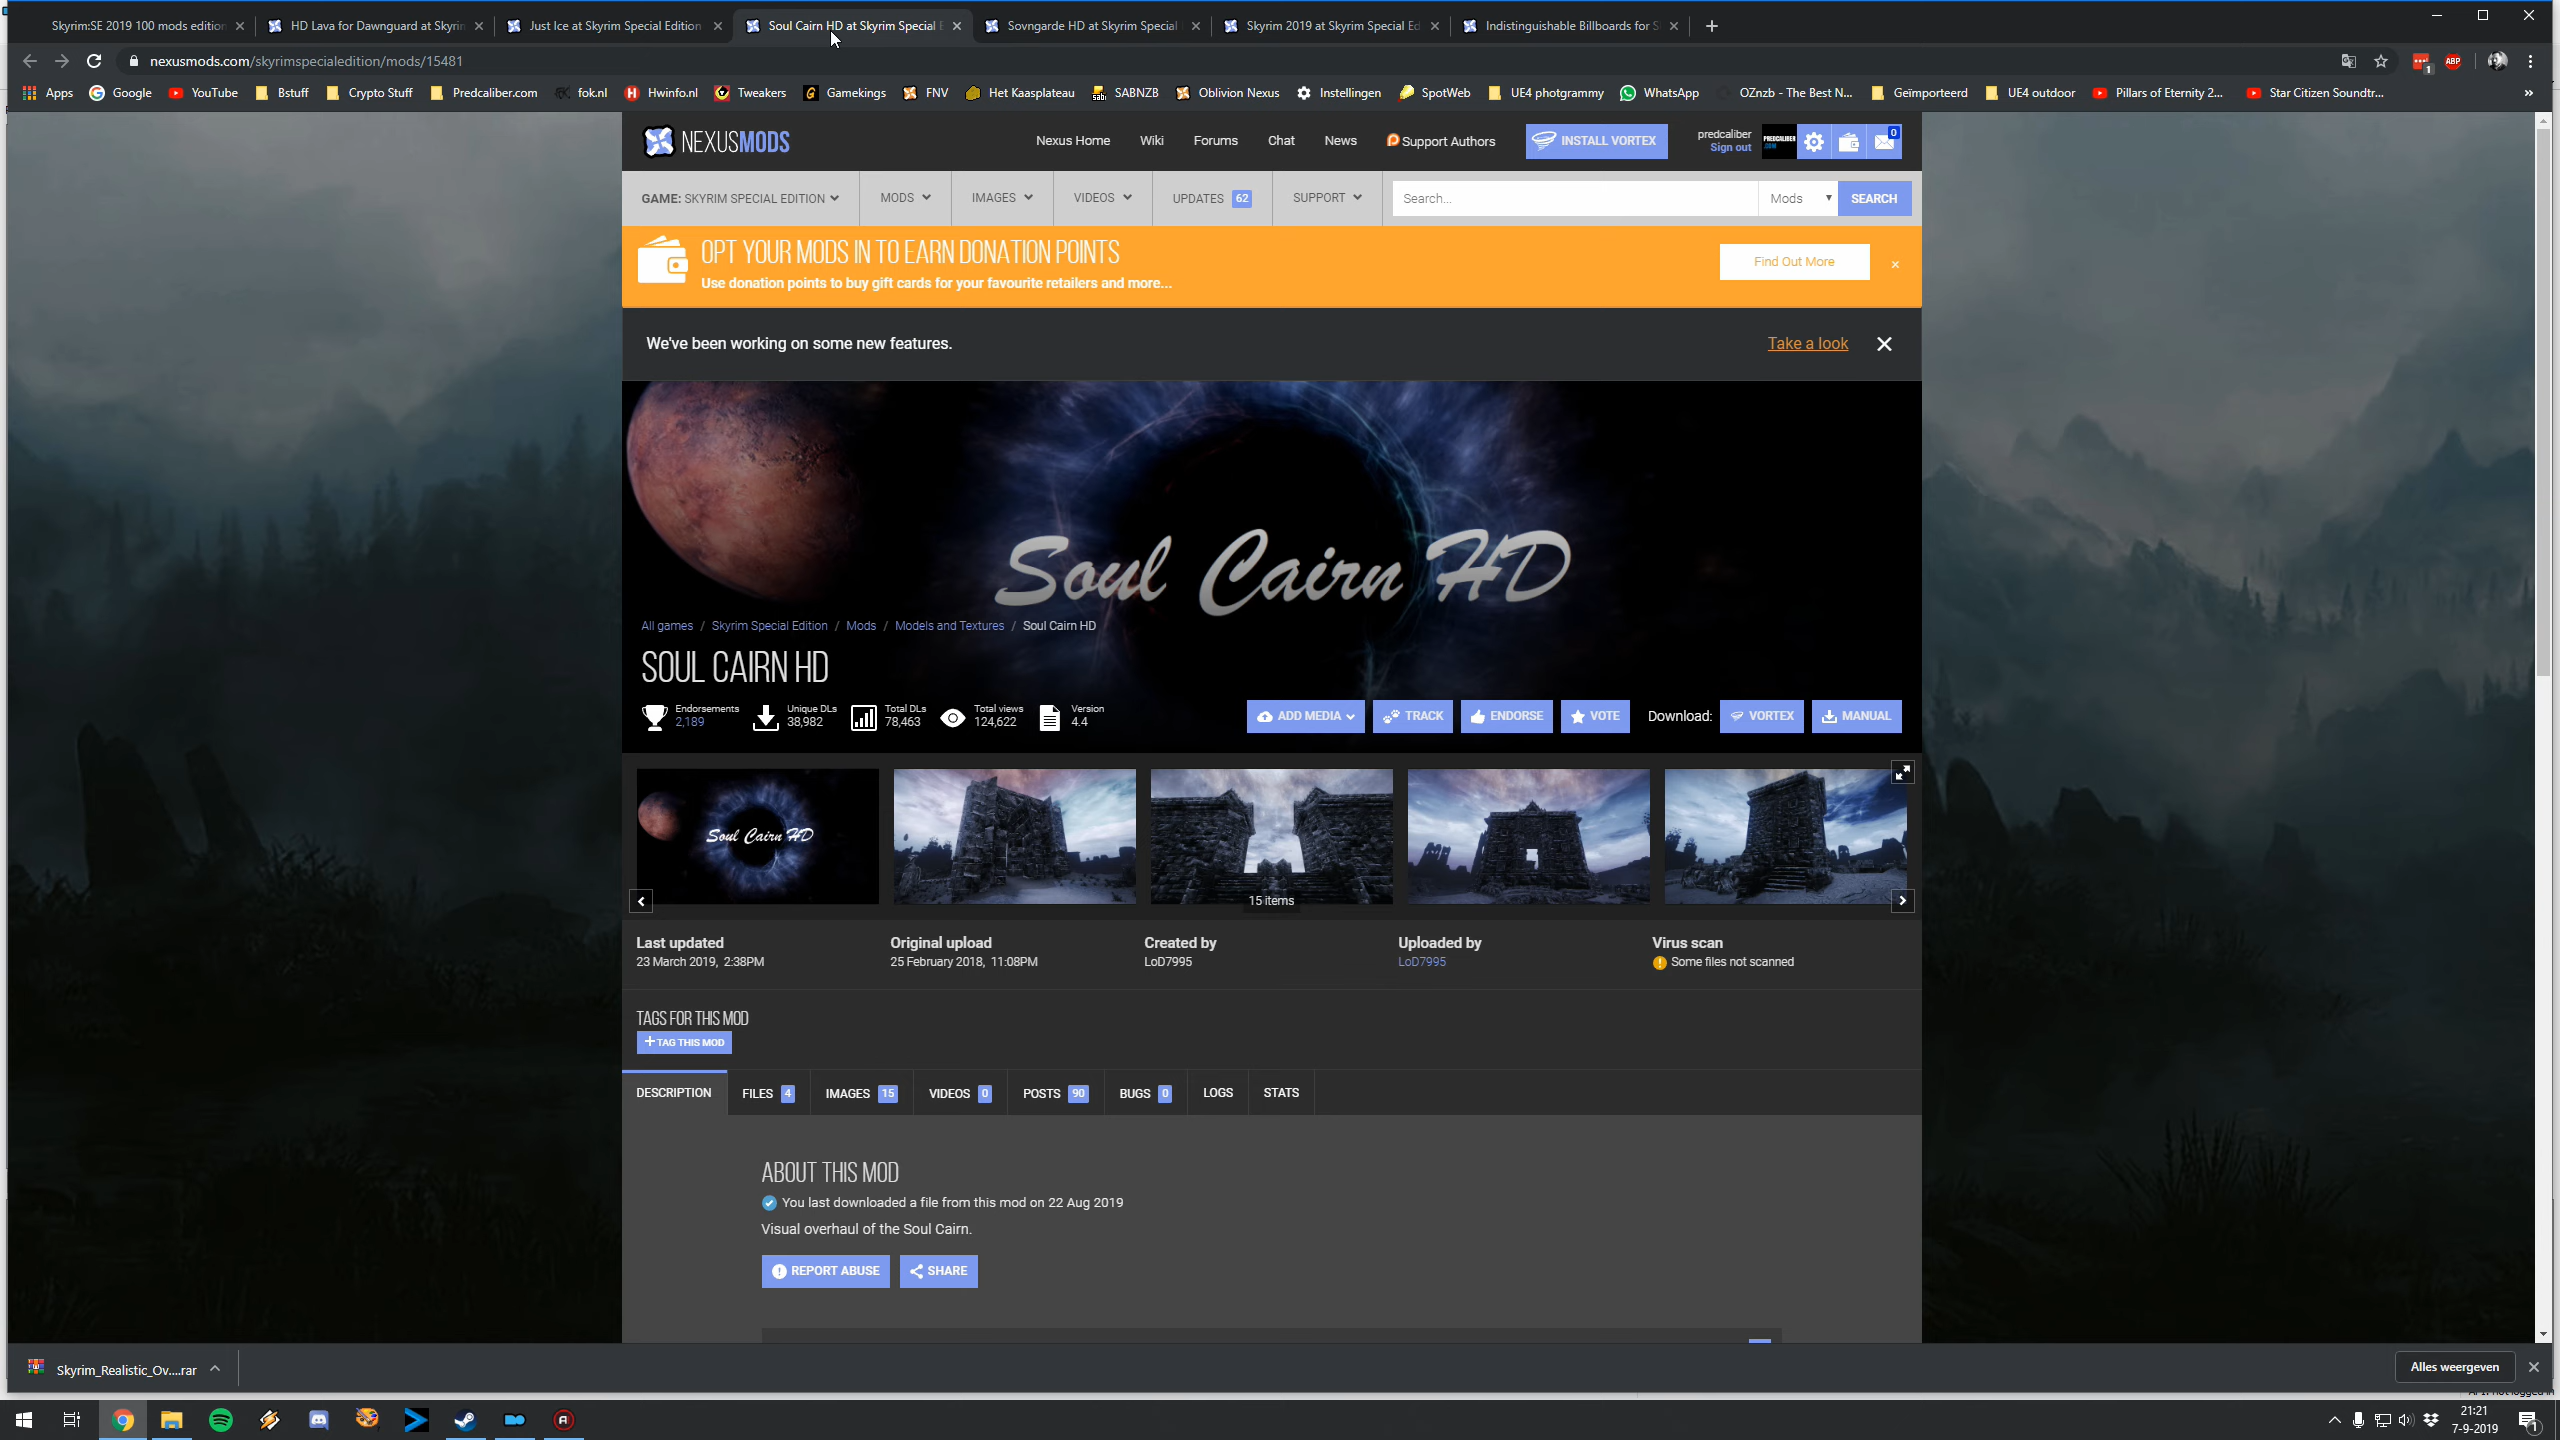 Skyrim:SE 2019 100 mods edition
HD Lava for Dawnguard at Skyrim
Just Ice at Skyrim Special Edition
Soul Cairn HD at Skyrim Special E
Sovngarde HD at Skyrim Special
Skyrim 2019 at Skyrim Special Ed
Indistinguishable Billboards for S
nexusmods.com/skyrimspecialedition/mods/15481
1
ABP
Apps Google YouTube Bstuff Crypto Stuff Predcaliber.com fok.nl Hwinfo.nl Tweakers Gamekings FNV Het Kaasplateau SABNZB Oblivion Nexus Instellingen SpotWeb UE4 photgrammy WhatsApp OZnzb - The Best N... Geïmporteerd UE4 outdoor Pillars of Eternity 2... Star Citizen Soundtr... »
NEXUSMODS
Nexus Home Wiki Forums Chat News Support Authors INSTALL VORTEX
predcaliber
Sign out
PREDCALIBER
.COM
0
GAME: SKYRIM SPECIAL EDITION MODS IMAGES VIDEOS UPDATES 62 SUPPORT Search... Mods SEARCH
OPT YOUR MODS IN TO EARN DONATION POINTS
Use donation points to buy gift cards for your favourite retailers and more...
Find Out More
We've been working on some new features.
Take a look
Soul Cairn HD
All games / Skyrim Special Edition / Mods / Models and Textures / Soul Cairn HD
SOUL CAIRN HD
Endorsements
2,189
Unique DLs
38,982
Total DLs
78,463
Total views
124,622
Version
4.4
ADD MEDIA TRACK ENDORSE VOTE Download: VORTEX MANUAL
Soul Cairn HD
15 items
Last updated
23 March 2019, 2:38PM
Original upload
25 February 2018, 11:08PM
Created by
LoD7995
Uploaded by
LoD7995
Virus scan
Some files not scanned
TAGS FOR THIS MOD
+ TAG THIS MOD
DESCRIPTION FILES 4 IMAGES 15 VIDEOS 0 POSTS 90 BUGS 0 LOGS STATS
ABOUT THIS MOD
You last downloaded a file from this mod on 22 Aug 2019
Visual overhaul of the Soul Cairn.
REPORT ABUSE SHARE
Skyrim_Realistic_Ov....rar
Alles weergeven
21:21
7-9-2019
1